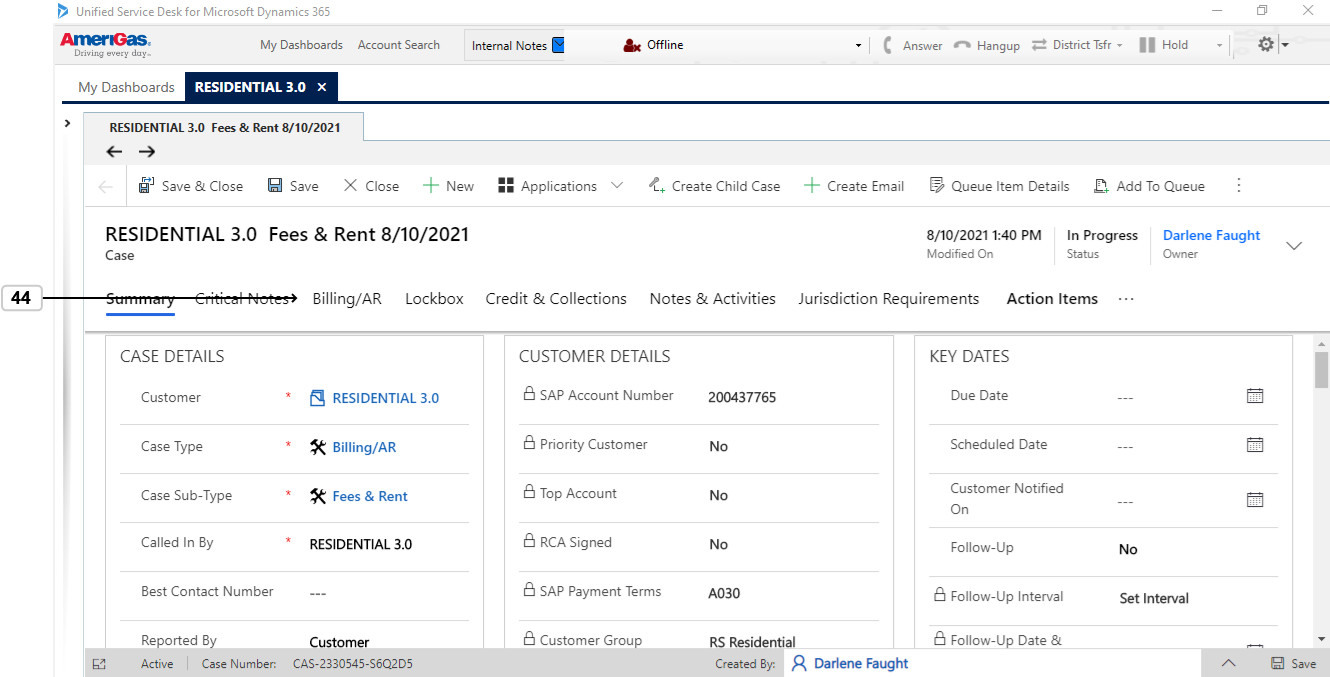 Unified Service Desk for Microsoft Dynamics 365
AmeriGas.
Driving every day..
My Dashboards Account Search Internal Notes Offline Answer Hangup District Tsfr Hold
My Dashboards RESIDENTIAL 3.0 ×
RESIDENTIAL 3.0 Fees & Rent 8/10/2021
Save & Close Save Close New Applications Create Child Case Create Email Queue Item Details Add To Queue
RESIDENTIAL 3.0 Fees & Rent 8/10/2021
Case
8/10/2021 1:40 PM
Modified On
In Progress
Status
Darlene Faught
Owner
44
Summary Critical Notes Billing/AR Lockbox Credit & Collections Notes & Activities Jurisdiction Requirements Action Items ...
CASE DETAILS
Customer * RESIDENTIAL 3.0
Case Type * Billing/AR
Case Sub-Type * Fees & Rent
Called In By * RESIDENTIAL 3.0
Best Contact Number ---
Reported By Customer
CUSTOMER DETAILS
SAP Account Number 200437765
Priority Customer No
Top Account No
RCA Signed No
SAP Payment Terms A030
Customer Group RS Residential
KEY DATES
Due Date ---
Scheduled Date ---
Customer Notified
On ---
Follow-Up No
Follow-Up Interval Set Interval
Follow-Up Date &
Active Case Number: CAS-2330545-S6Q2D5 Created By: Darlene Faught Save